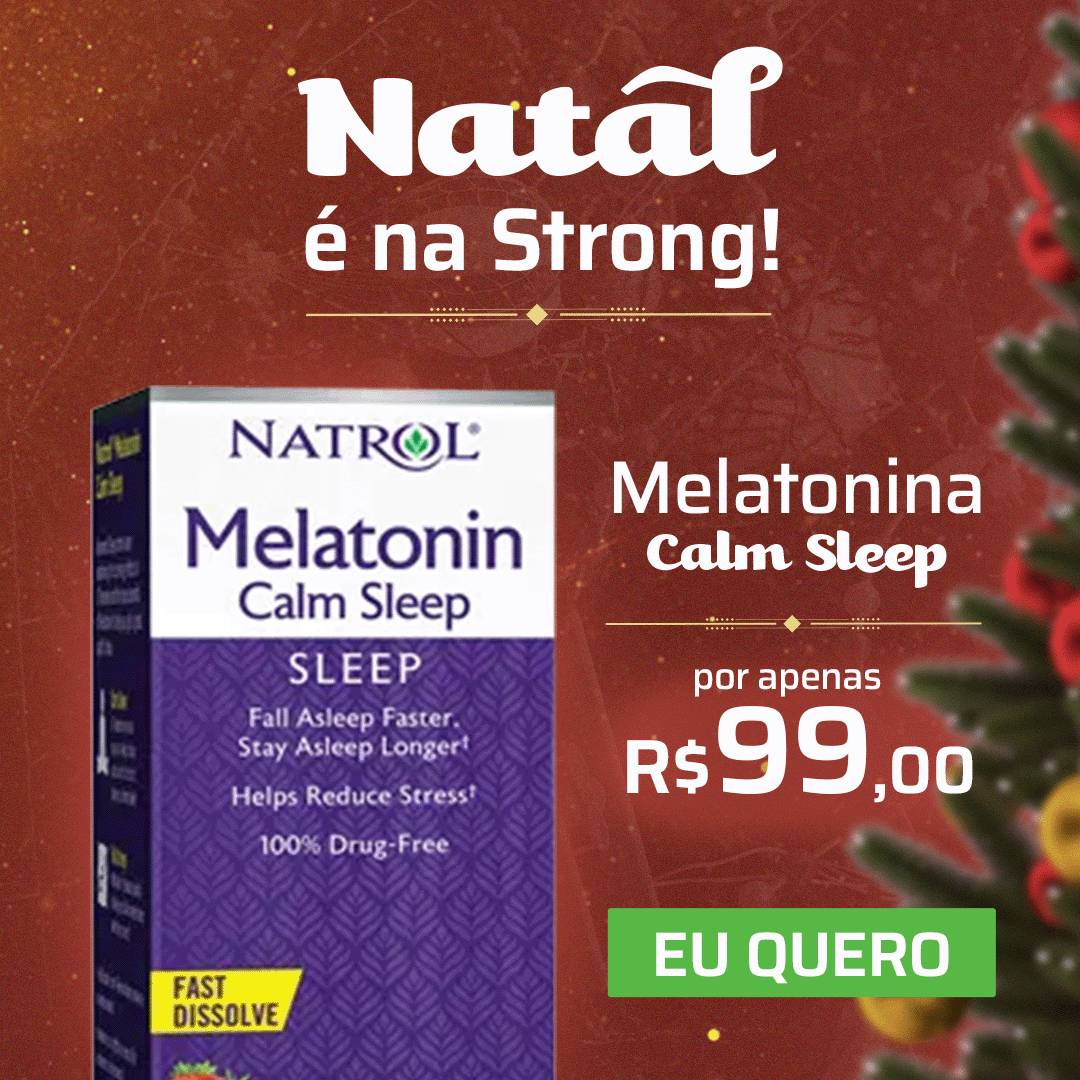 Natal
é na Strong!
NATROL®
Melatonin
Calm Sleep
SLEEP
Fall Asleep Faster.
Stay Asleep Longer†
Helps Reduce Stress†
100% Drug-Free
FAST
DISSOLVE
Melatonina
Calm Sleep
por apenas
R$99,00
EU QUERO